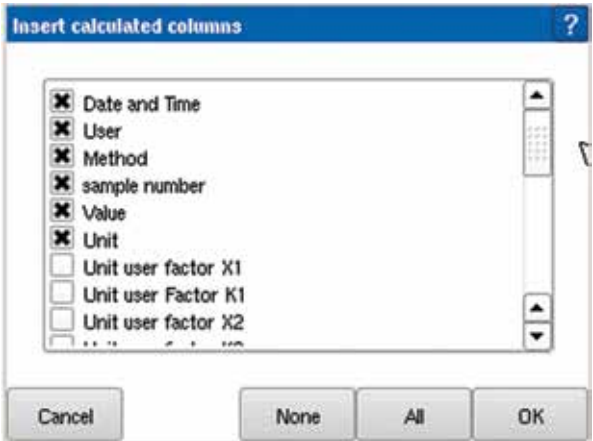 Insert calculated columns ?
Date and Time
User
Method
sample number
Value
Unit
Unit user factor X1
Unit user Factor K1
Unit user factor X2
Cancel None All OK